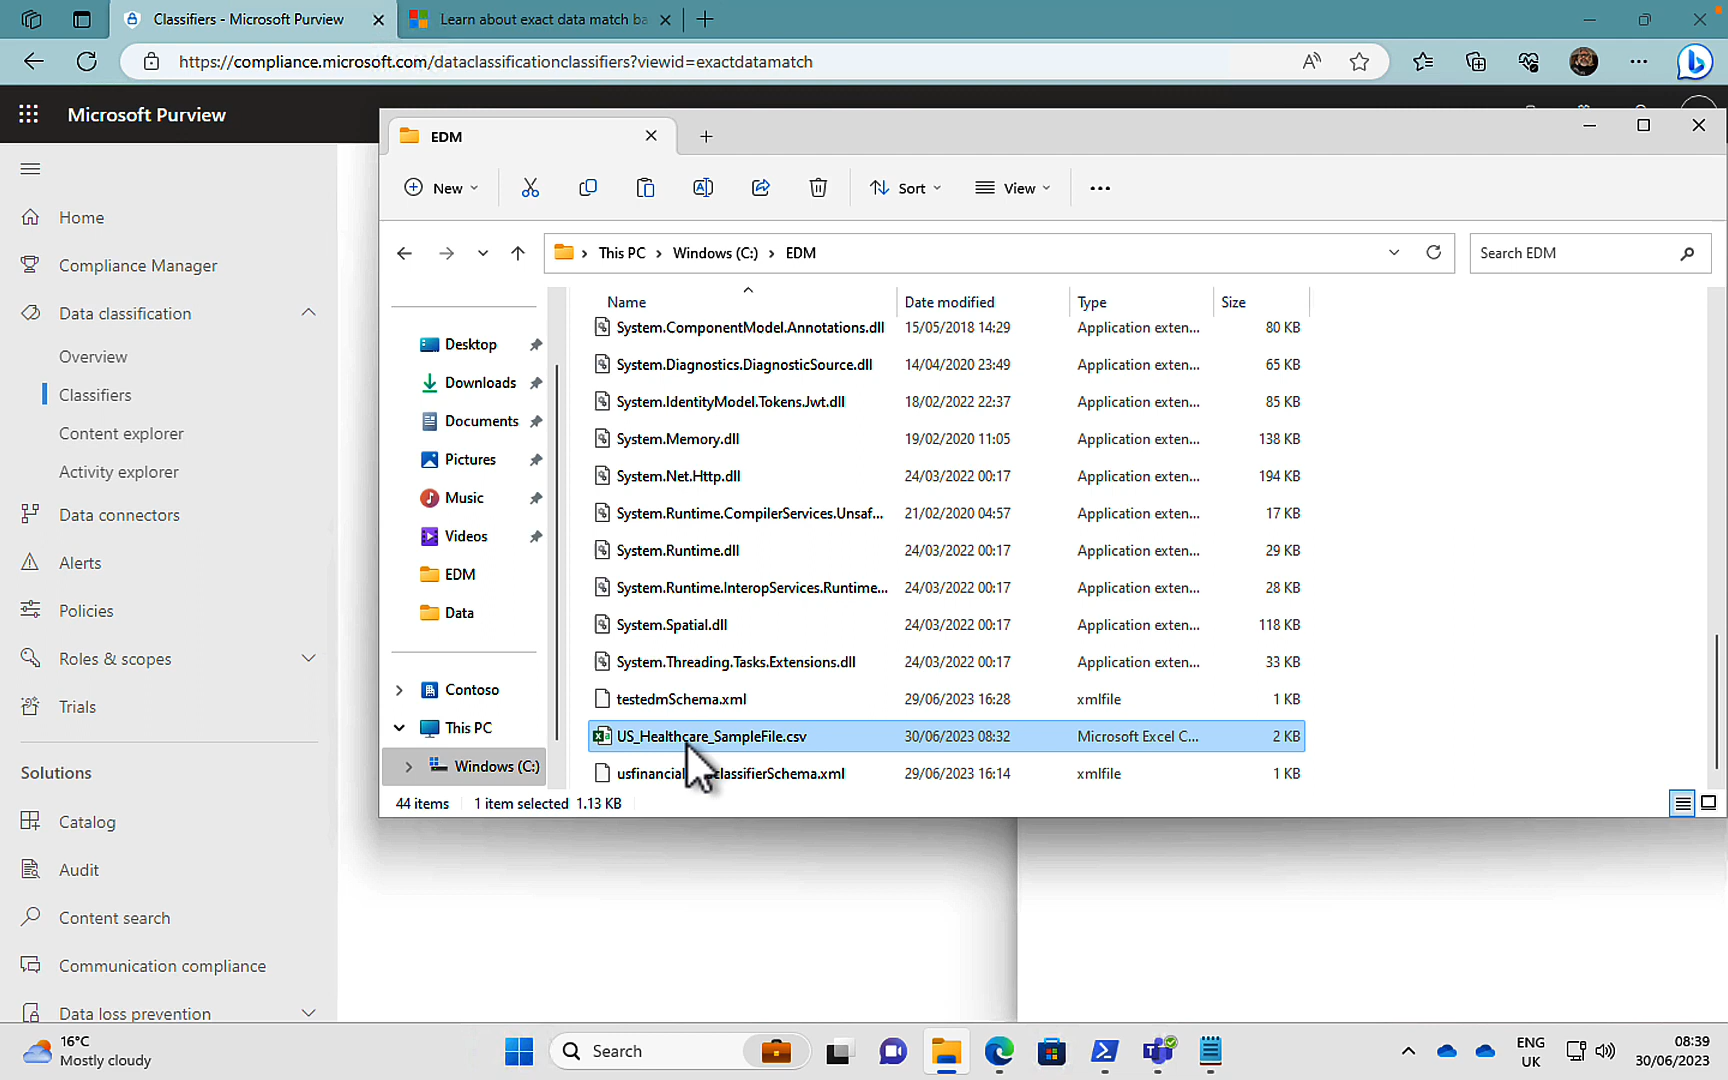 Classifiers - Microsoft Purview
Learn about exact data match ba
https://compliance.microsoft.com/dataclassificationclassifiers?viewid=exactdatamatch
Microsoft Purview
Home
Compliance Manager
Data classification
Overview
Classifiers
Content explorer
Activity explorer
Data connectors
Alerts
Policies
Roles & scopes
Trials
Solutions
Catalog
Audit
Content search
Communication compliance
Data loss prevention
EDM
New
Sort
View
This PC > Windows (C:) > EDM
Search EDM
Desktop
Downloads
Documents
Pictures
Music
Videos
EDM
Data
Contoso
This PC
Windows (C:)
Name Date modified Type Size
System.ComponentModel.Annotations.dll 15/05/2018 14:29 Application exten... 80 KB
System.Diagnostics.DiagnosticSource.dll 14/04/2020 23:49 Application exten... 65 KB
System.IdentityModel.Tokens.Jwt.dll 18/02/2022 22:37 Application exten... 85 KB
System.Memory.dll 19/02/2020 11:05 Application exten... 138 KB
System.Net.Http.dll 24/03/2022 00:17 Application exten... 194 KB
System.Runtime.CompilerServices.Unsaf... 21/02/2020 04:57 Application exten... 17 KB
System.Runtime.dll 24/03/2022 00:17 Application exten... 29 KB
System.Runtime.InteropServices.Runtime... 24/03/2022 00:17 Application exten... 28 KB
System.Spatial.dll 24/03/2022 00:17 Application exten... 118 KB
System.Threading.Tasks.Extensions.dll 24/03/2022 00:17 Application exten... 33 KB
testedmSchema.xml 29/06/2023 16:28 xmlfile 1 KB
US_Healthcare_SampleFile.csv 30/06/2023 08:32 Microsoft Excel C... 2 KB
usfinancial lassifierSchema.xml 29/06/2023 16:14 xmlfile 1 KB
44 items 1 item selected 1.13 KB
16°C
Mostly cloudy
Search
ENG
UK
08:39
30/06/2023